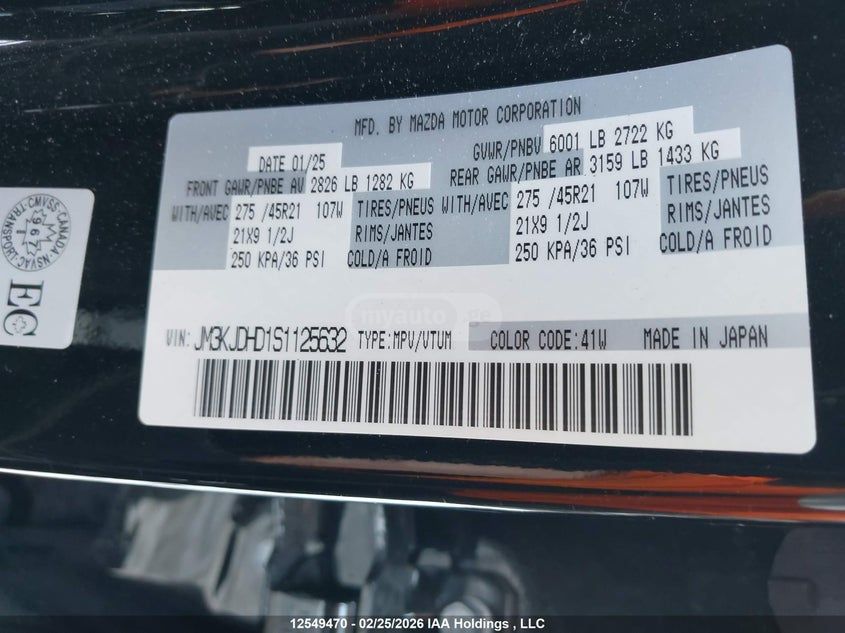 MFD. BY MAZDA MOTOR CORPORATION
DATE 01/25
GVWR/PNBV 6001 LB 2722 KG
FRONT GAWR/PNBE AV 2826 LB 1282 KG
REAR GAWR/PNBE AR 3159 LB 1433 KG
WITH/AVEC 275 /45R21 107W TIRES/PNEUS WITH/AVEC 275 /45R21 107W TIRES/PNEUS
21X9 1/2J RIMS/JANTES 21X9 1/2J RIMS/JANTES
250 KPA/36 PSI COLD/A FROID 250 KPA/36 PSI COLD/A FROID
VIN: JM3KJDHD1S1125632 TYPE:MPV/VTUM COLOR CODE:41W MADE IN JAPAN
EC
myauto.ge
12549470 - 02/25/2026 IAA Holdings , LLC